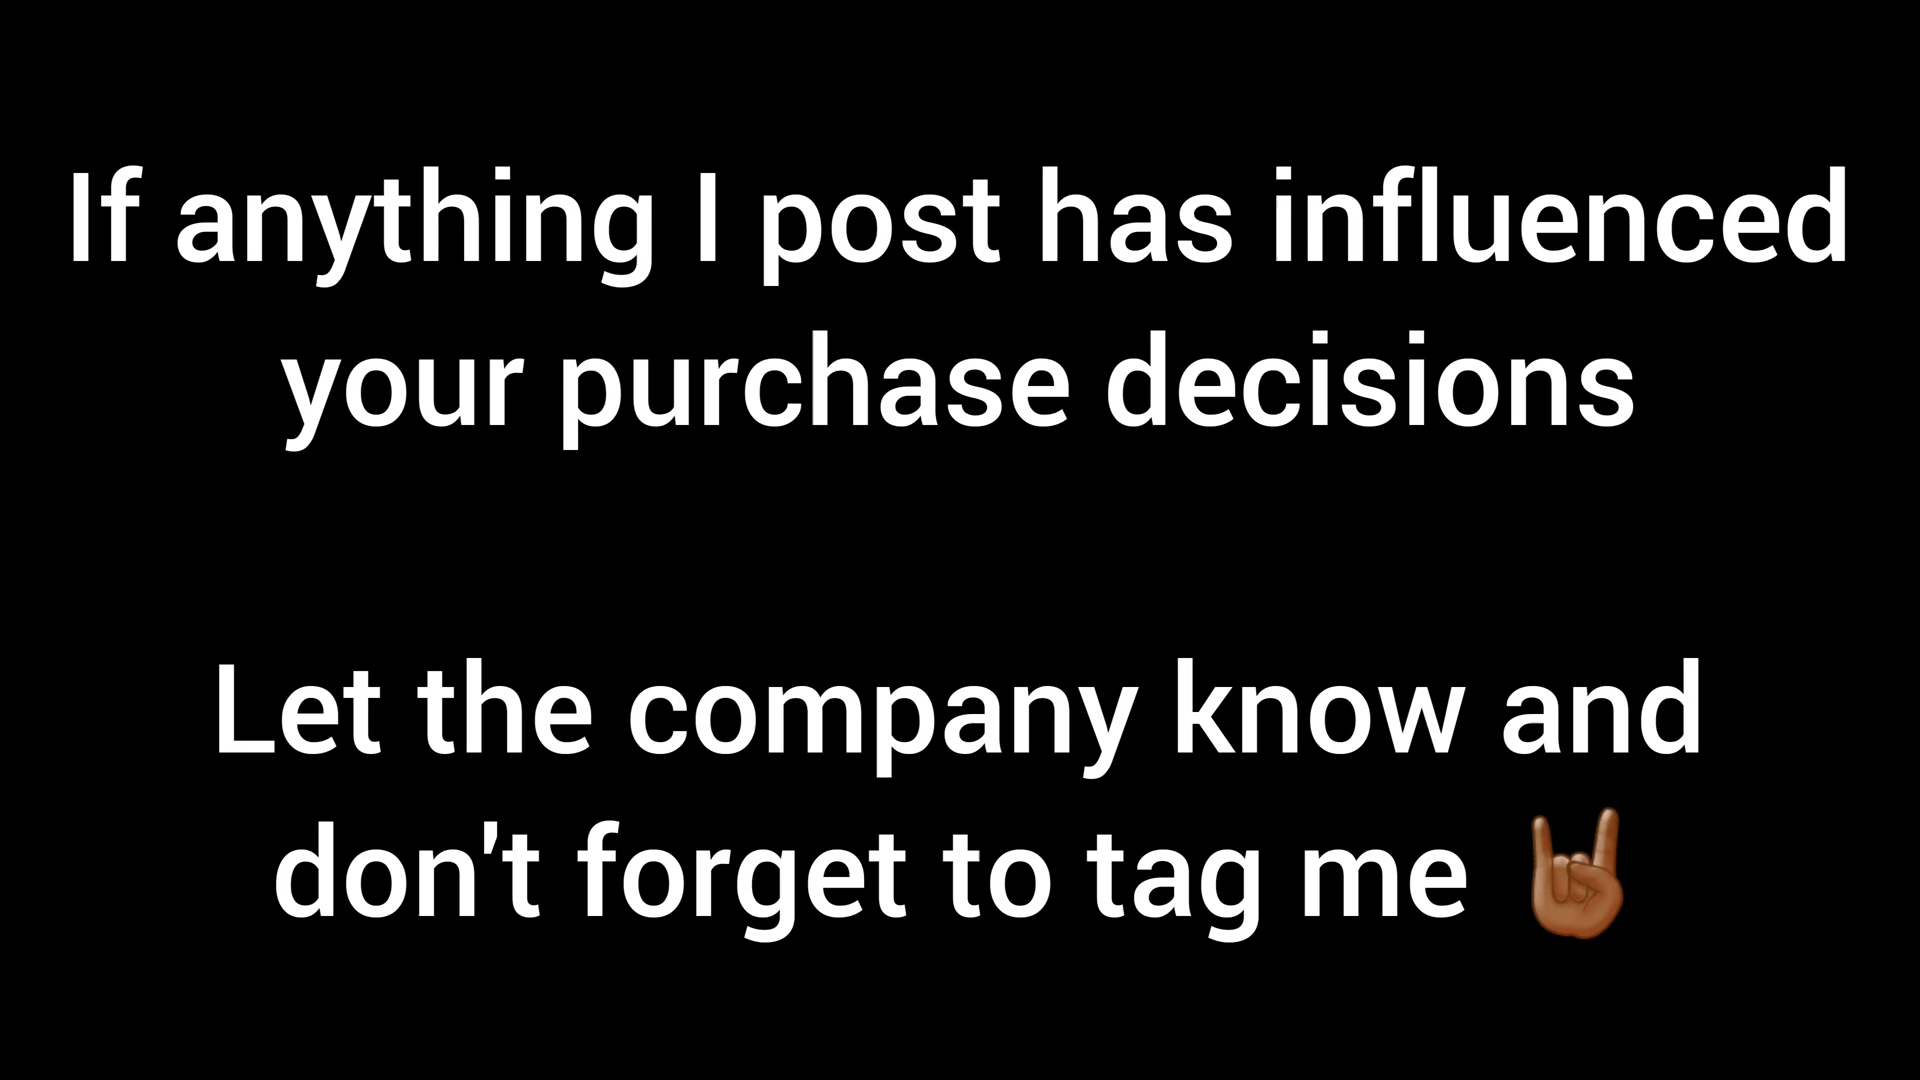 If anything I post has influenced
your purchase decisions
Let the company know and
don't forget to tag me 🤘🏾